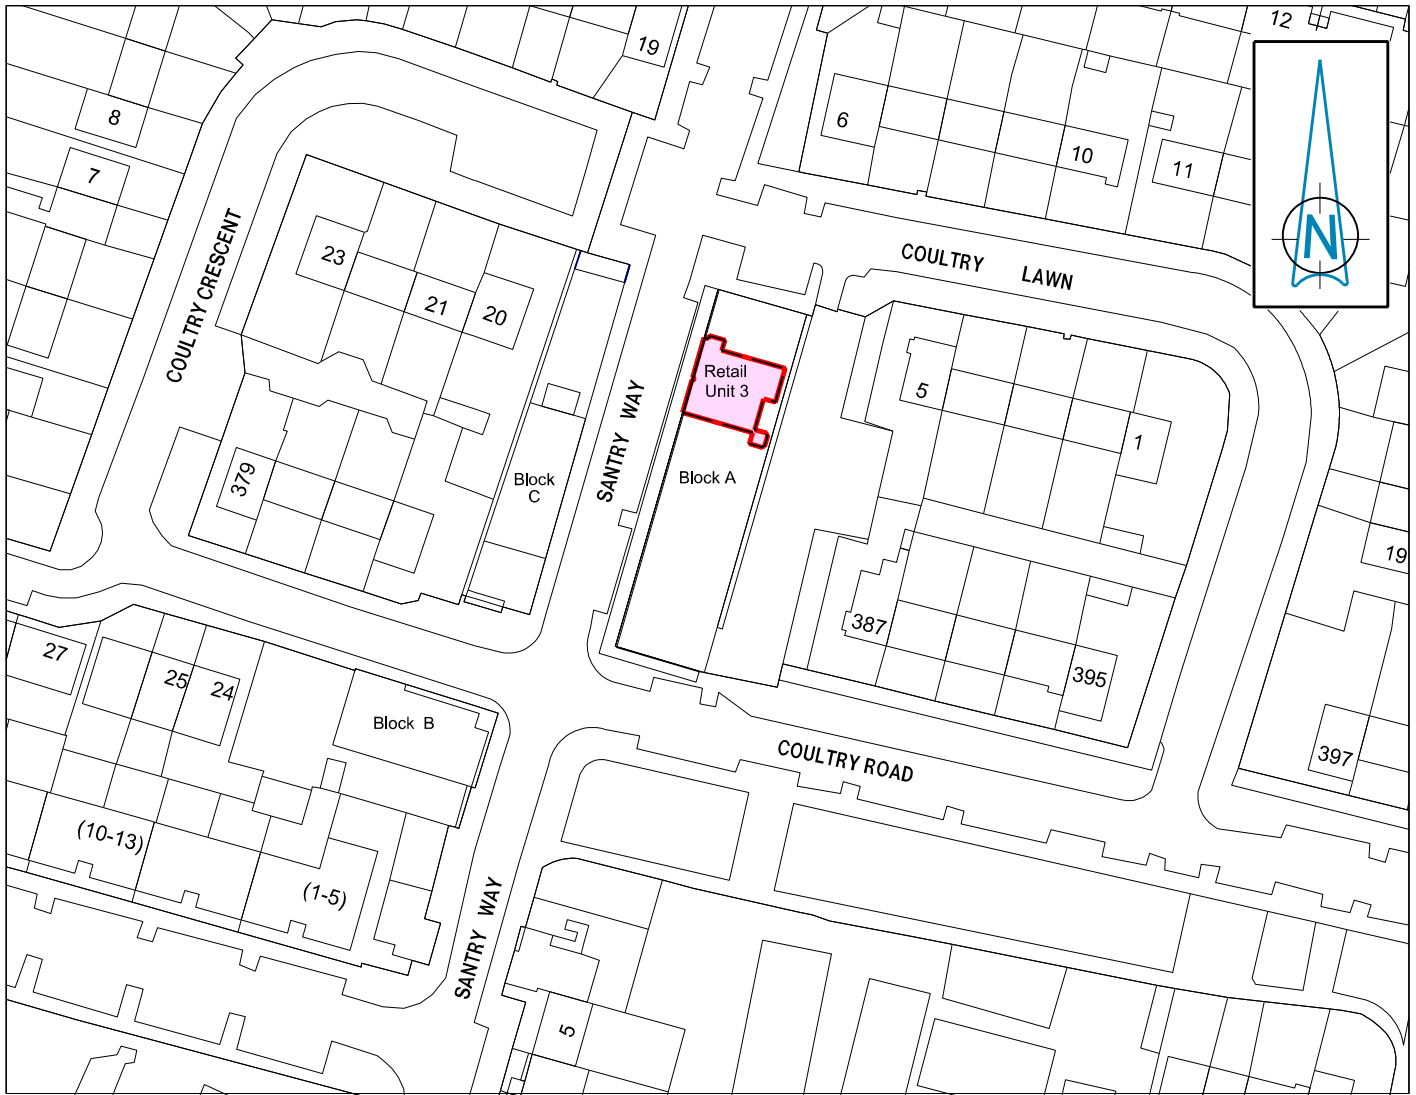 12
19
8
6
10
11
7
N
COULTRY CRESCENT
COULTRY LAWN
23
21
20
Retail
Unit 3
SANTRY WAY
5
1
379
Block
C
Block A
19
387
395
27
25
24
Block B
COULTRY ROAD
397
(10-13)
(1-5)
SANTRY WAY
5